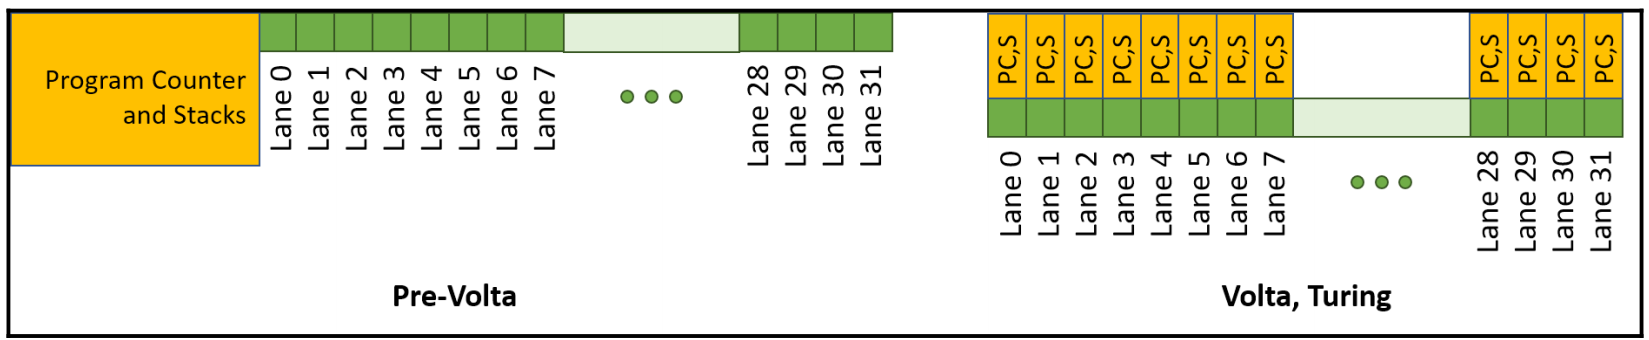 Program Counter
and Stacks
Lane 0
Lane 1
Lane 2
Lane 3
Lane 4
Lane 5
Lane 6
Lane 7
Lane 28
Lane 29
Lane 30
Lane 31
Pre-Volta
PC,S
PC,S
PC,S
PC,S
PC,S
PC,S
PC,S
PC,S
PC,S
PC,S
PC,S
PC,S
Lane 0
Lane 1
Lane 2
Lane 3
Lane 4
Lane 5
Lane 6
Lane 7
Lane 28
Lane 29
Lane 30
Lane 31
Volta, Turing